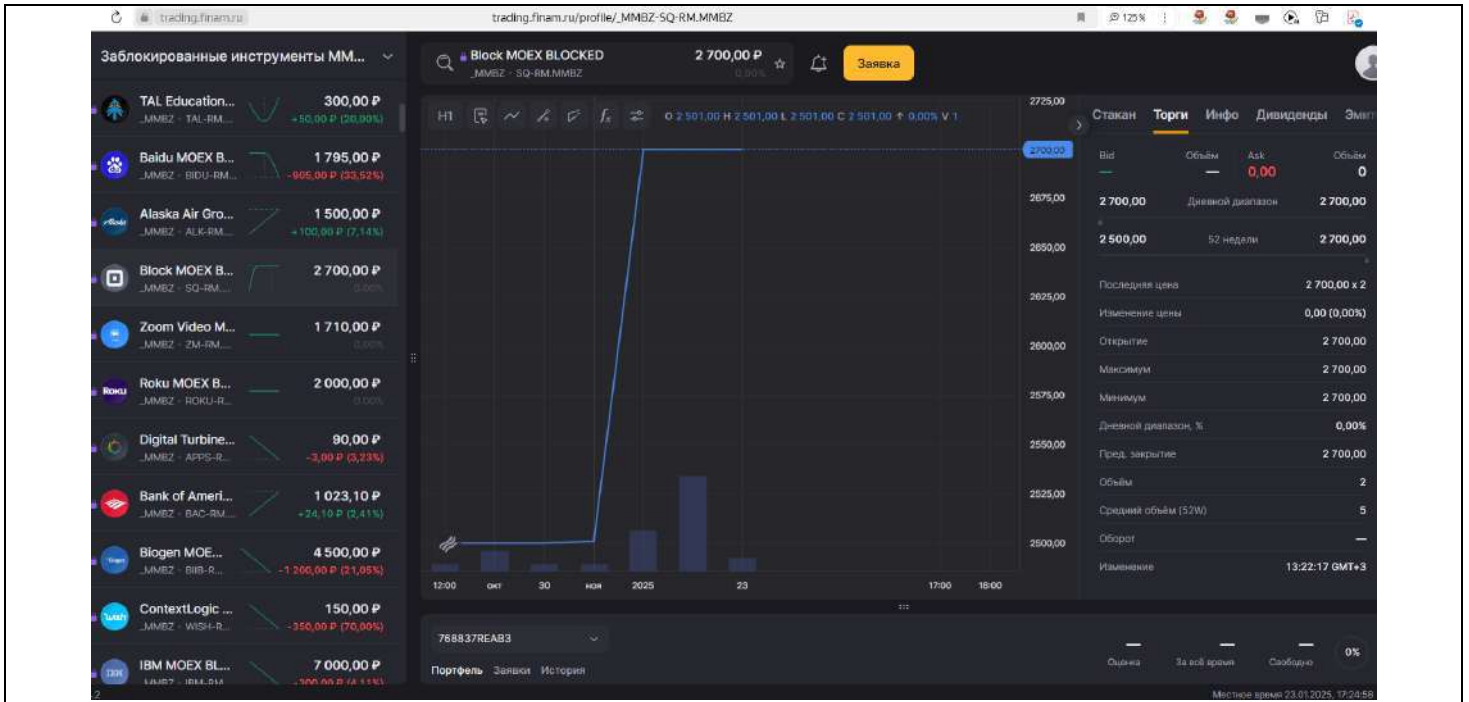 trading.finam.ru
trading.finam.ru/profile/_MMBZ-SQ-RM.MMBZ
125 %
Заблокированные инструменты ММ...
TAL Education...
300,00 ₽
_MMBZ · TAL-RM....
+50,00 ₽ (20,00%)
Baidu MOEX B...
1 795,00 ₽
_MMBZ · BIDU-RM...
-905,00 ₽ (33,52%)
Alaska Air Gro...
1 500,00 ₽
_MMBZ · ALK-RM....
+100,00 ₽ (7,14%)
Block MOEX B...
2 700,00 ₽
_MMBZ · SQ-RM....
0,00%
Zoom Video M...
1 710,00 ₽
_MMBZ · ZM-RM....
0,00%
ROKU
Roku MOEX B...
2 000,00 ₽
_MMBZ · ROKU-R...
0,00%
Digital Turbine...
90,00 ₽
_MMBZ · APPS-R...
-3,00 ₽ (3,23%)
Bank of Ameri...
1 023,10 ₽
_MMBZ · BAC-RM....
+24,10 ₽ (2,41%)
Biogen MOE...
4 500,00 ₽
_MMBZ · BIIB-R...
-1 200,00 ₽ (21,05%)
wish
ContextLogic ...
150,00 ₽
_MMBZ · WISH-R...
-350,00 ₽ (70,00%)
IBM
IBM MOEX BL...
7 000,00 ₽
_MMBZ · IBM-RM
-300,00 ₽ (4,11%)
Block MOEX BLOCKED
_MMBZ · SQ-RM.MMBZ
2 700,00 ₽
0,00%
Заявка
H1
O 2 501,00 H 2 501,00 L 2 501,00 C 2 501,00 ↑ 0,00% V 1
2725,00
2700,00
2675,00
2650,00
2625,00
2600,00
2575,00
2550,00
2525,00
2500,00
12:00
окт
30
ноя
2025
23
17:00
18:00
768837REAB3
Портфель Заявки История
Стакан Торги Инфо Дивиденды Эмит
Bid Объём Ask Объём
— — 0,00 0
2 700,00 Дневной диапазон 2 700,00
2 500,00 52 недели 2 700,00
Последняя цена 2 700,00 x 2
Изменение цены 0,00 (0,00%)
Открытие 2 700,00
Максимум 2 700,00
Минимум 2 700,00
Дневной диапазон, % 0,00%
Пред. закрытие 2 700,00
Объём 2
Средний объём (52W) 5
Оборот —
Изменение 13:22:17 GMT+3
— — —
Оценка За всё время Свободно
0%
Местное время 23.01.2025, 17:24:58